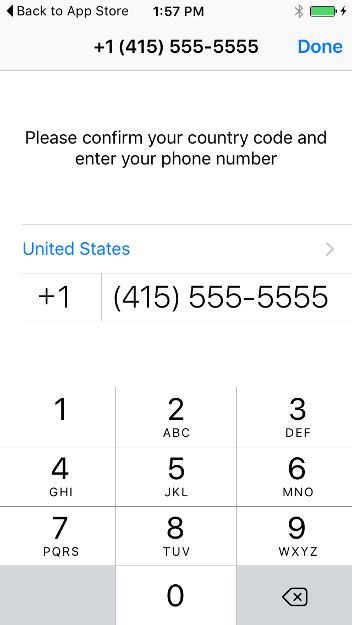 Back to App Store 1:57 PM
+1 (415) 555-5555 Done
Please confirm your country code and
enter your phone number
United States
+1 (415) 555-5555
1 2 3
ABC DEF
4 5 6
GHI JKL MNO
7 8 9
PQRS TUV WXYZ
0